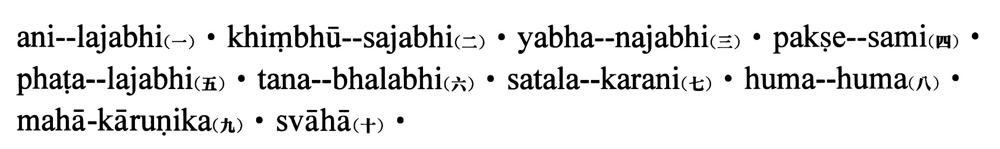 ani--lajabhi(一) • khiṃbhū--sajabhi(二) • yabha--najabhi(三) • pakṣe--sami(四) •
phaṭa--lajabhi(五) • tana--bhalabhi(六) • satala--karani(七) • huma--huma(八) •
mahā-kāruṇika(九) • svāhā(十) •